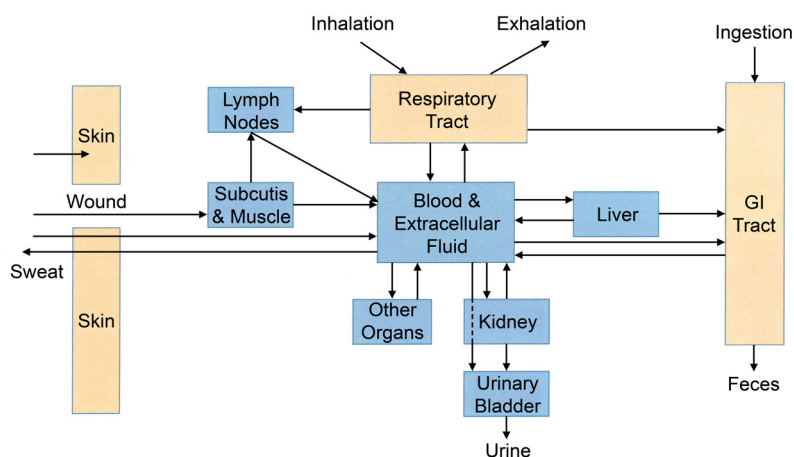 Inhalation
Exhalation
Ingestion
Lymph
Nodes
Respiratory
Tract
Skin
Wound
Subcutis
& Muscle
Blood &
Extracellular
Fluid
Liver
GI
Tract
Sweat
Skin
Other
Organs
Kidney
Urinary
Bladder
Feces
Urine